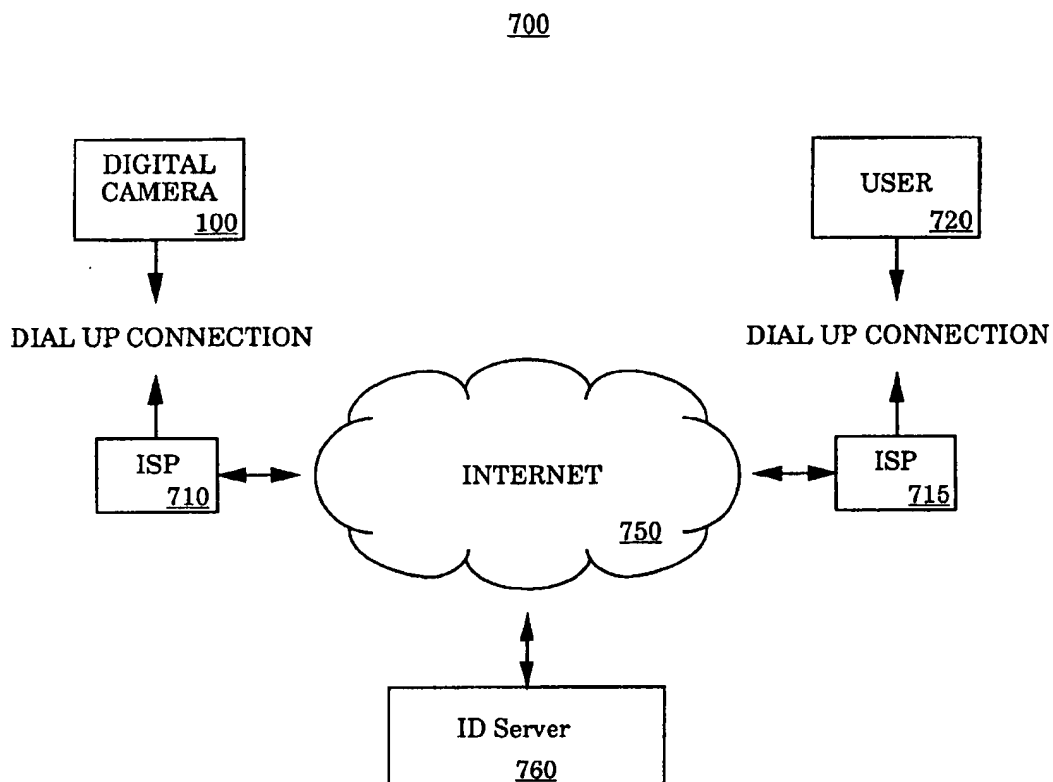 700
DIGITAL
CAMERA
100
USER
720
DIAL UP CONNECTION
DIAL UP CONNECTION
ISP
710
INTERNET
750
ISP
715
ID Server
760